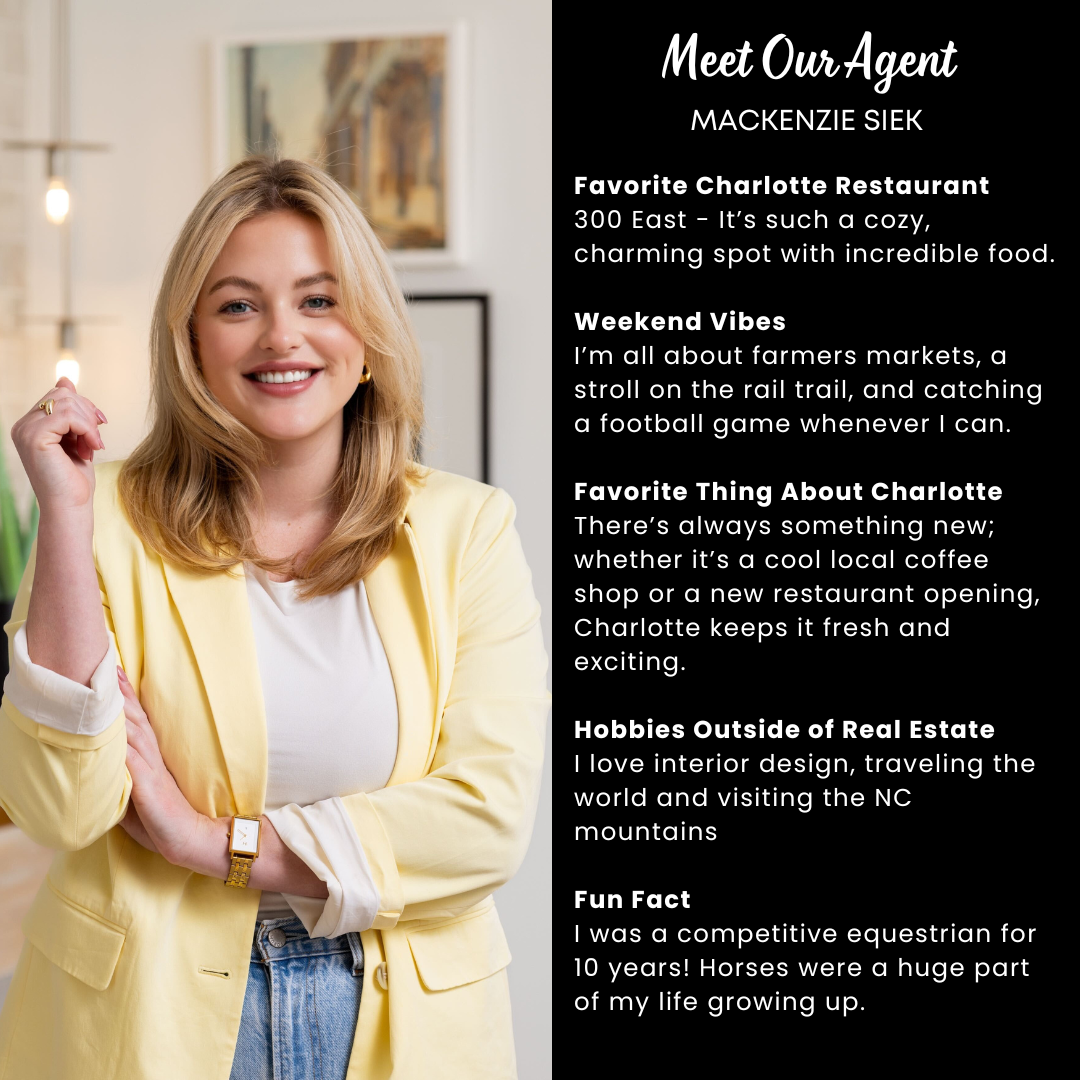 Meet Our Agent
MACKENZIE SIEK
Favorite Charlotte Restaurant
300 East - It’s such a cozy,
charming spot with incredible food.
Weekend Vibes
I’m all about farmers markets, a
stroll on the rail trail, and catching
a football game whenever I can.
Favorite Thing About Charlotte
There’s always something new;
whether it’s a cool local coffee
shop or a new restaurant opening,
Charlotte keeps it fresh and
exciting.
Hobbies Outside of Real Estate
I love interior design, traveling the
world and visiting the NC
mountains
Fun Fact
I was a competitive equestrian for
10 years! Horses were a huge part
of my life growing up.